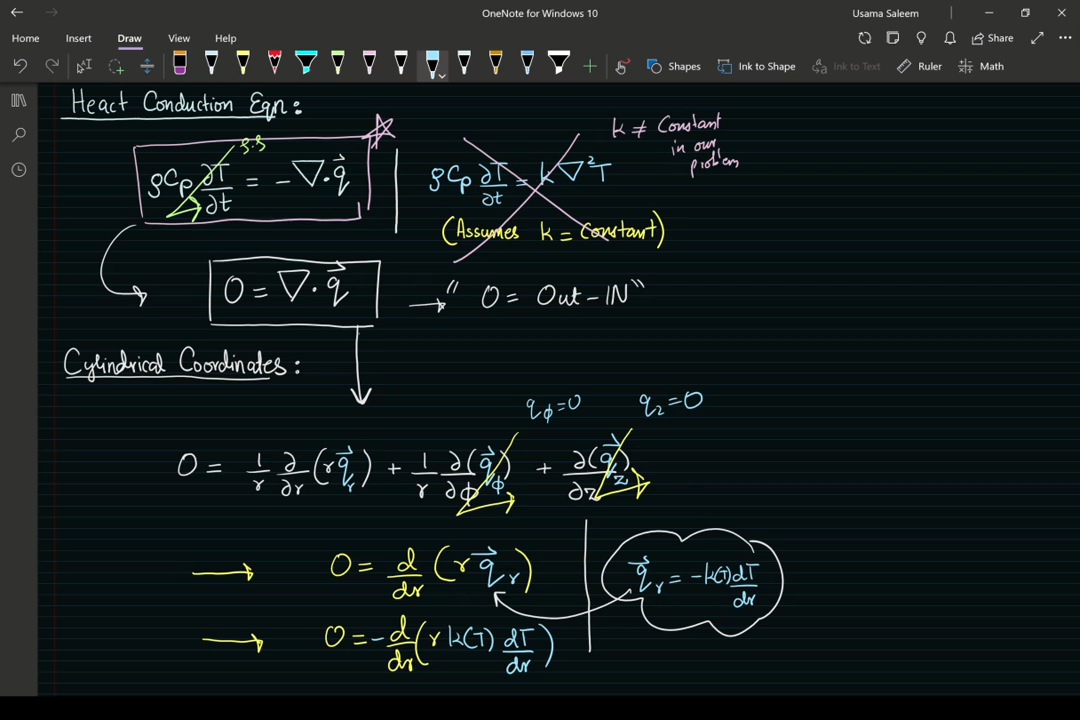 OneNote for Windows 10
Usama Saleem
Home Insert Draw View Help
Share
Shapes
Ink to Shape
Ink to Text
Ruler
Math
Heact Conduction Eqn:
k ≠ Constant
in our
problem
s.s
ρCp ∂T/∂t = -∇·q⃗
ρCp ∂T/∂t = k∇²T
(Assumes k = Constant)
0 = ∇·q⃗ → " 0 = Out - IN "
Cylindrical Coordinates:
qϕ=0 qz=0
0 = 1/r ∂/∂r (r q⃗r) + 1/r ∂(q⃗ϕ)/∂ϕ + ∂(q⃗z)/∂z
→ 0 = d/dr (r q⃗r)
q⃗r = -k(T) dT/dr
→ 0 = - d/dr (r k(T) dT/dr)